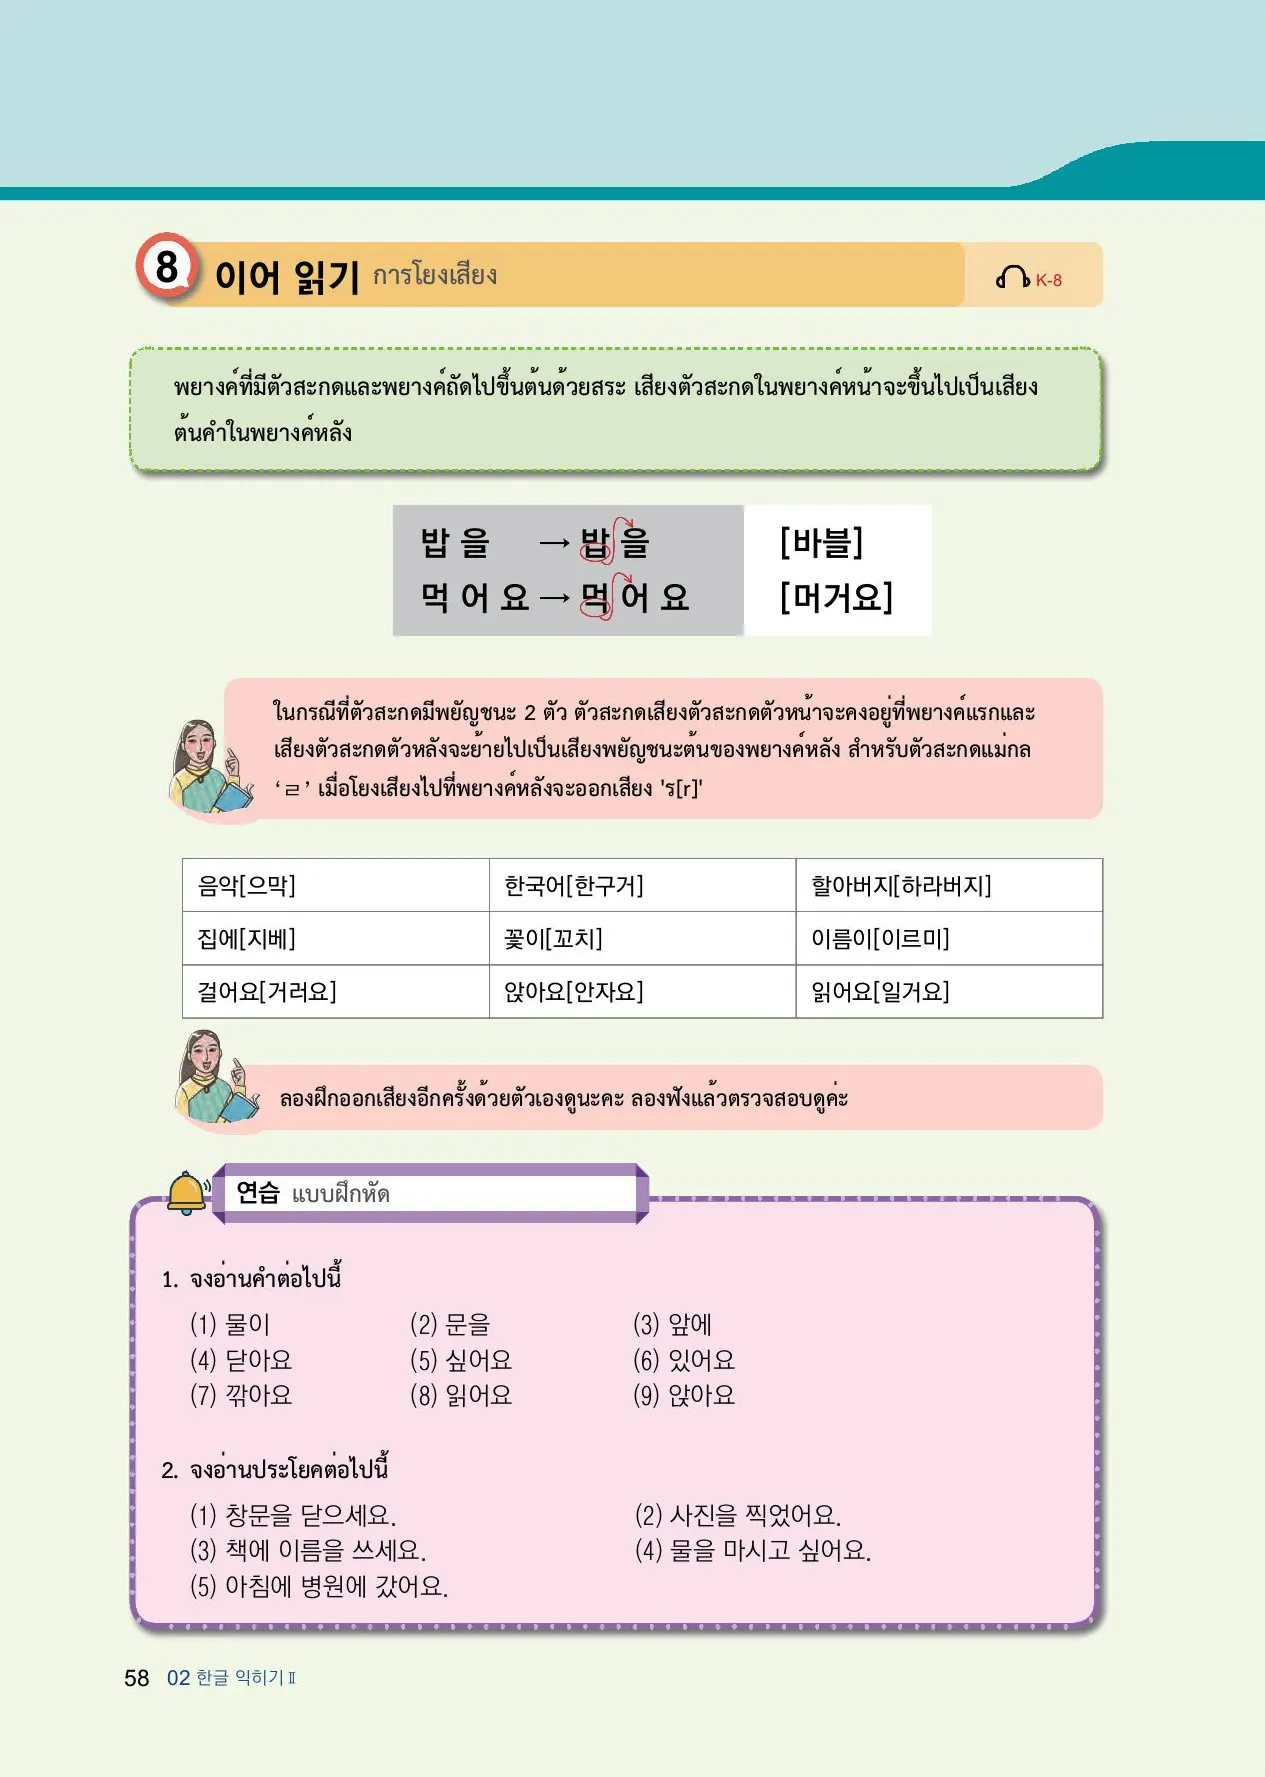 8 이어 읽기 การโยงเสียง K-8
พยางค์ที่มีตัวสะกดและพยางค์ถัดไปขึ้นต้นด้วยสระ เสียงตัวสะกดในพยางค์หน้าจะขึ้นไปเป็นเสียง
ต้นคำในพยางค์หลัง
밥 을 → 밥 을 [바블]
먹 어 요 → 먹 어 요 [머거요]
ในกรณีที่ตัวสะกดมีพยัญชนะ 2 ตัว ตัวสะกดเสียงตัวสะกดตัวหน้าจะคงอยู่ที่พยางค์แรกและ
เสียงตัวสะกดตัวหลังจะย้ายไปเป็นเสียงพยัญชนะต้นของพยางค์หลัง สำหรับตัวสะกดแม่กล
‘ㄹ’ เมื่อโยงเสียงไปที่พยางค์หลังจะออกเสียง 'ร[r]'
음악[으막] 한국어[한구거] 할아버지[하라버지]
집에[지베] 꽃이[꼬치] 이름이[이르미]
걸어요[거러요] 앉아요[안자요] 읽어요[일거요]
ลองฝึกออกเสียงอีกครั้งด้วยตัวเองดูนะคะ ลองฟังแล้วตรวจสอบดูค่ะ
연습 แบบฝึกหัด
1. จงอ่านคำต่อไปนี้
(1) 물이 (2) 문을 (3) 앞에
(4) 닫아요 (5) 싶어요 (6) 있어요
(7) 깎아요 (8) 읽어요 (9) 앉아요
2. จงอ่านประโยคต่อไปนี้
(1) 창문을 닫으세요. (2) 사진을 찍었어요.
(3) 책에 이름을 쓰세요. (4) 물을 마시고 싶어요.
(5) 아침에 병원에 갔어요.
58 02 한글 익히기 Ⅱ